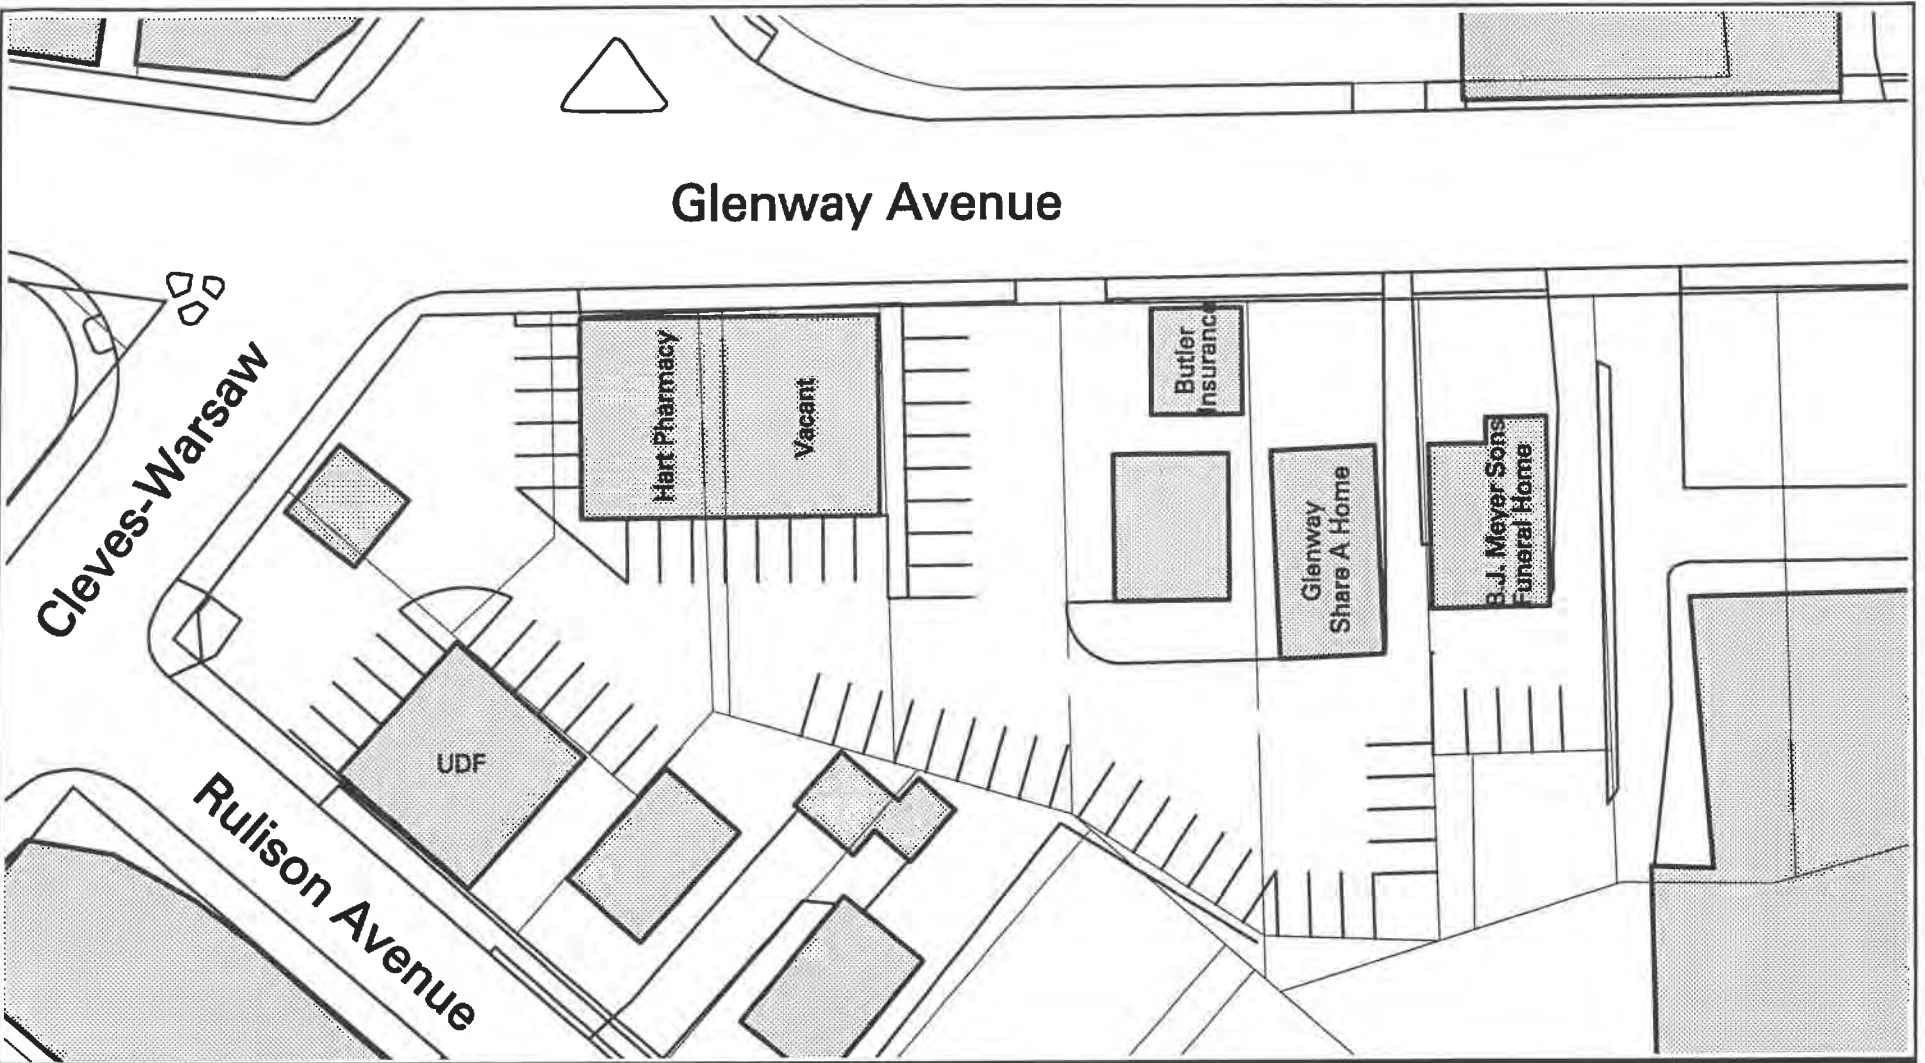 Glenway Avenue
Cleves-Warsaw
Hart Pharmacy
Vacant
Butler
Insurance
Glenway
Share A Home
B.J. Meyer Sons
Funeral Home
UDF
Rulison Avenue